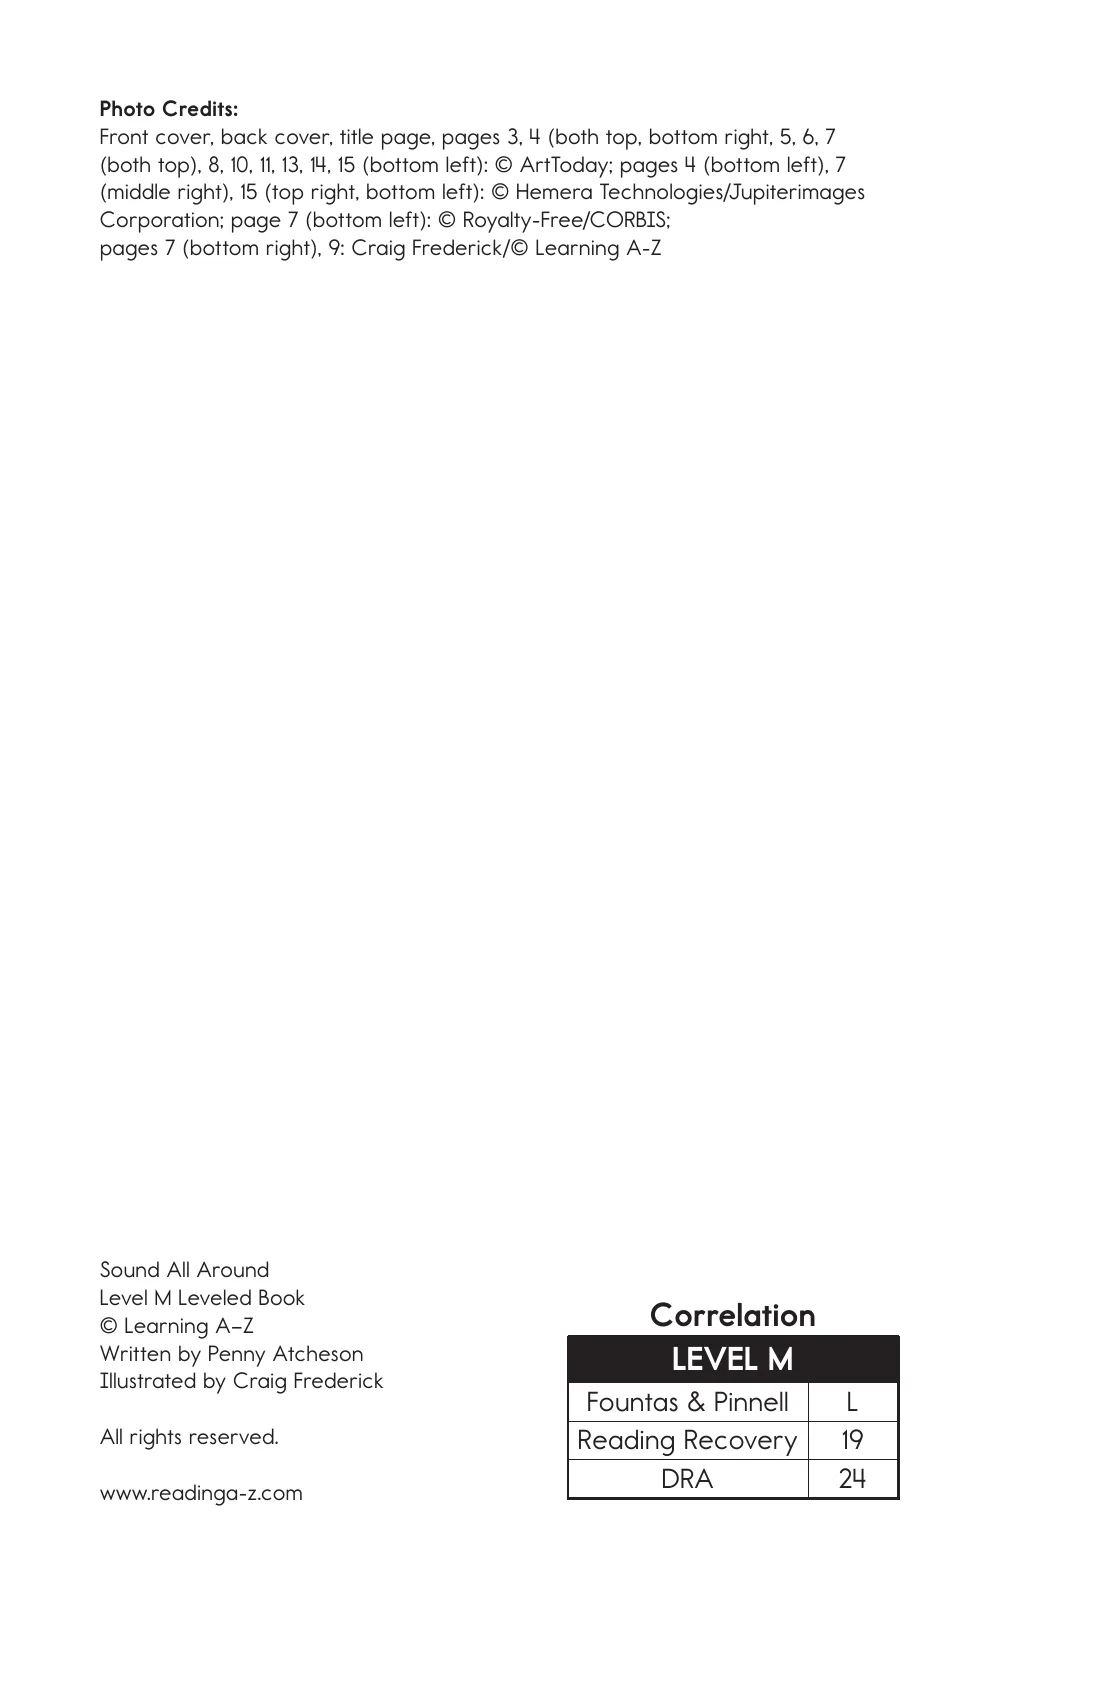 Photo Credits:
Front cover, back cover, title page, pages 3, 4 (both top, bottom right, 5, 6, 7
(both top), 8, 10, 11, 13, 14, 15 (bottom left): © ArtToday; pages 4 (bottom left), 7
(middle right), 15 (top right, bottom left): © Hemera Technologies/Jupiterimages
Corporation; page 7 (bottom left): © Royalty-Free/CORBIS;
pages 7 (bottom right), 9: Craig Frederick/© Learning A-Z
Sound All Around
Level M Leveled Book
© Learning A–Z
Written by Penny Atcheson
Illustrated by Craig Frederick
All rights reserved.
www.readinga-z.com
Correlation
LEVEL M
Fountas & Pinnell L
Reading Recovery 19
DRA 24